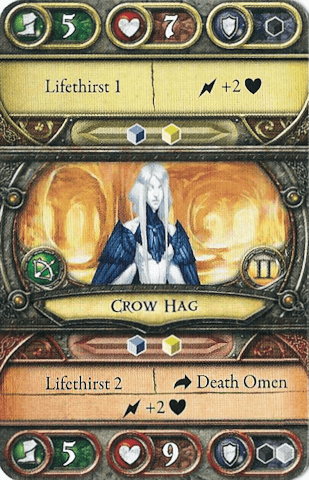 5 7
Lifethirst 1 +2
II
Crow Hag
Lifethirst 2 Death Omen
+2
5 9